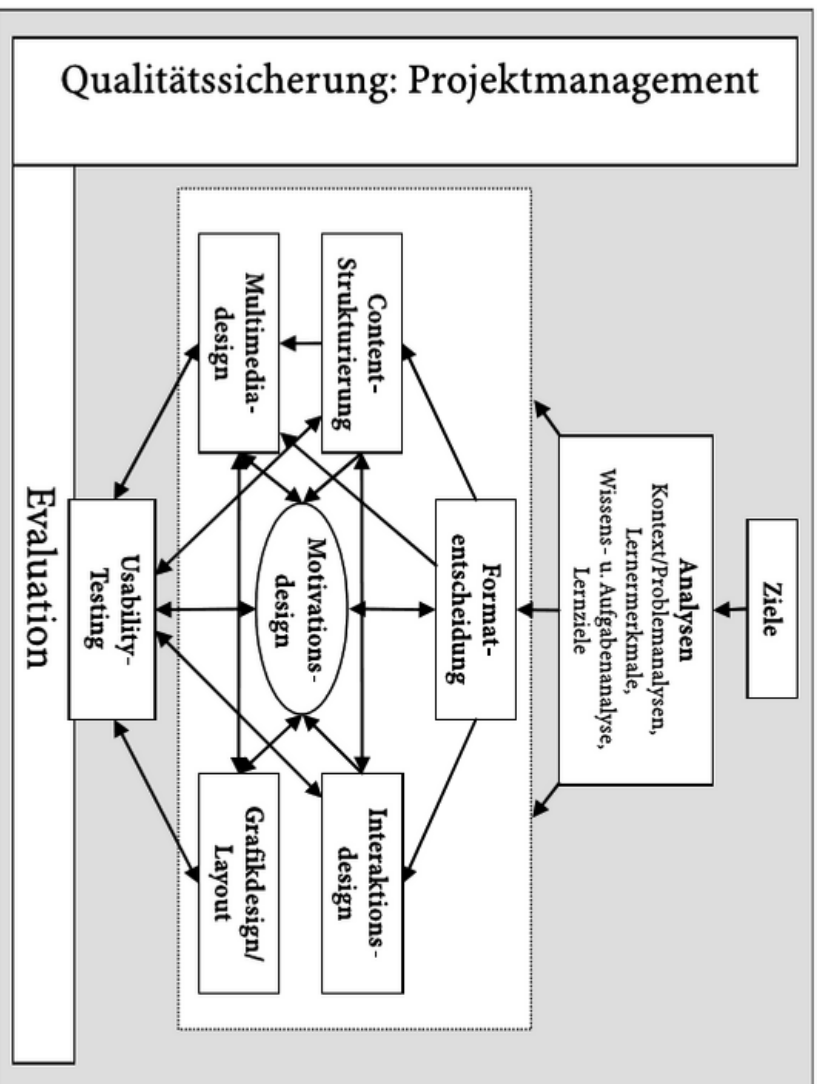 Qualitätssicherung: Projektmanagement
Ziele
Analysen
Kontext/Problemanalysen,
Lernermerkmale,
Wissens- u. Aufgabenanalyse,
Lernziele
Format-
entscheidung
Content-
Strukturierung
Motivations-
design
Interaktions-
design
Multimedia-
design
Grafikdesign/
Layout
Usability-
Testing
Evaluation